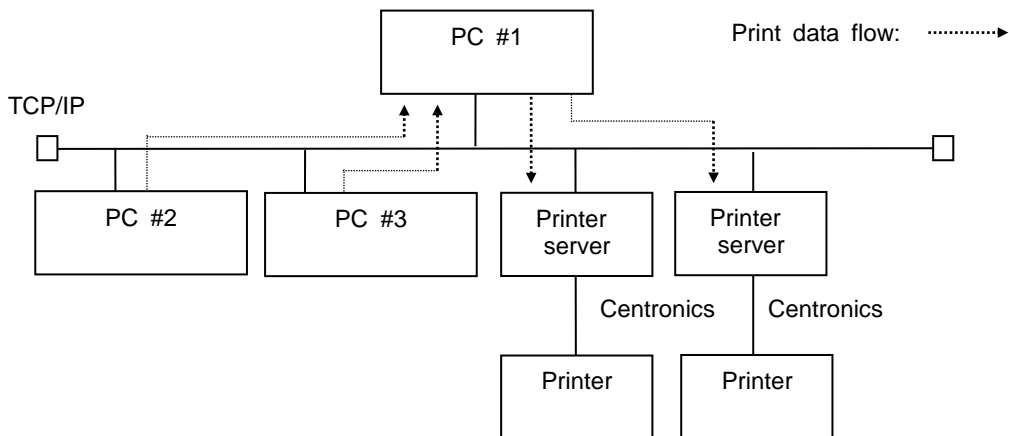 PC #1
Print data flow:
TCP/IP
PC #2
PC #3
Printer
server
Printer
server
Centronics
Centronics
Printer
Printer